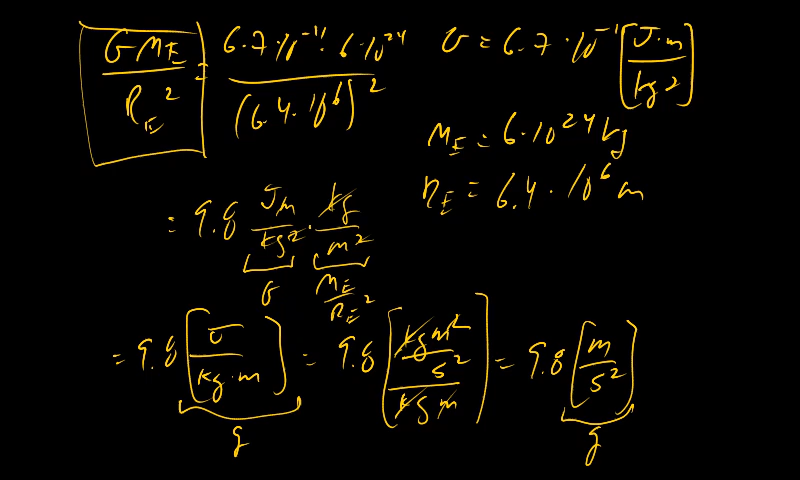 GM_E / R_E^2 = 6.7·10^-11·6·10^24 / (6.4·10^6)^2
G = 6.7·10^-11 [J·m / kg^2]
M_E = 6·10^24 kg
R_E = 6.4·10^6 m
= 9.8 Jm / kg^2 · kg / m^2
G M_E / R_E^2
= 9.8 [J / kg·m] = 9.8 [kg m^2 / s^2 / kg m] = 9.8 [m / s^2]
g g